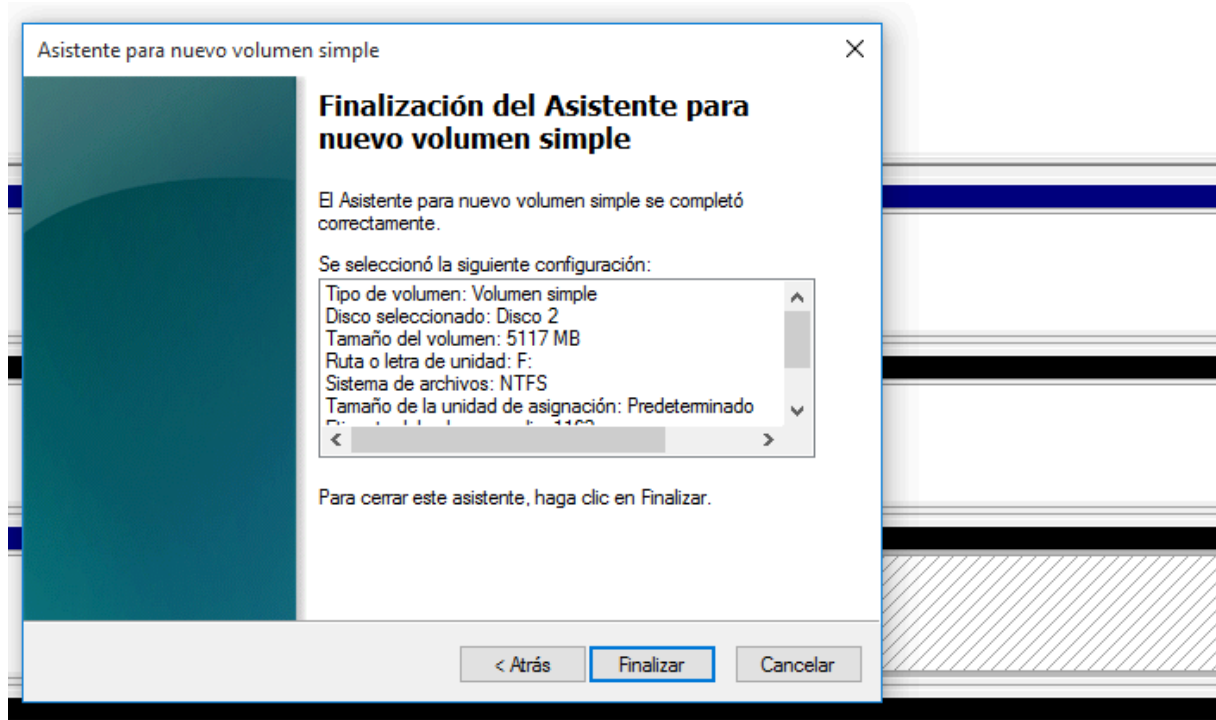 Asistente para nuevo volumen simple
Finalización del Asistente para
nuevo volumen simple
El Asistente para nuevo volumen simple se completó
correctamente.
Se seleccionó la siguiente configuración:
Tipo de volumen: Volumen simple
Disco seleccionado: Disco 2
Tamaño del volumen: 5117 MB
Ruta o letra de unidad: F:
Sistema de archivos: NTFS
Tamaño de la unidad de asignación: Predeterminado
Para cerrar este asistente, haga clic en Finalizar.
< Atrás
Finalizar
Cancelar